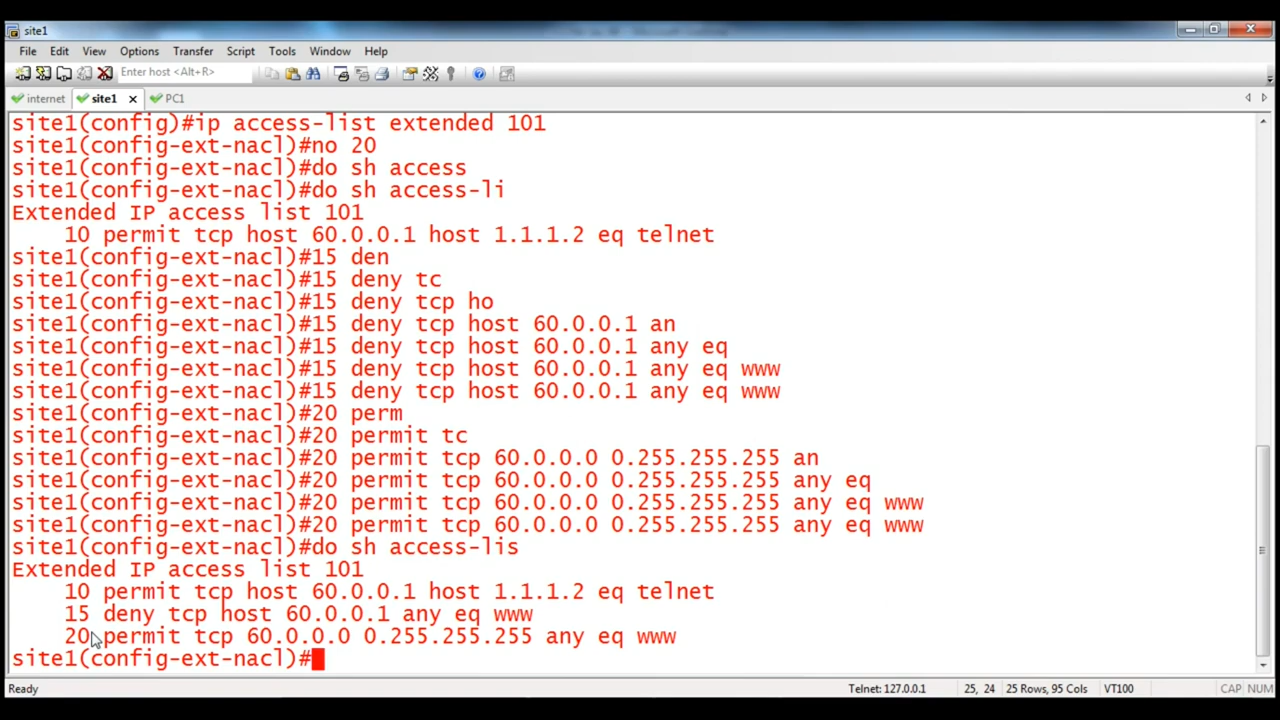 site1
File Edit View Options Transfer Script Tools Window Help
Enter host <Alt+R>
internet site1 PC1
site1(config)#ip access-list extended 101
site1(config-ext-nacl)#no 20
site1(config-ext-nacl)#do sh access
site1(config-ext-nacl)#do sh access-li
Extended IP access list 101
    10 permit tcp host 60.0.0.1 host 1.1.1.2 eq telnet
site1(config-ext-nacl)#15 den
site1(config-ext-nacl)#15 deny tc
site1(config-ext-nacl)#15 deny tcp ho
site1(config-ext-nacl)#15 deny tcp host 60.0.0.1 an
site1(config-ext-nacl)#15 deny tcp host 60.0.0.1 any eq
site1(config-ext-nacl)#15 deny tcp host 60.0.0.1 any eq www
site1(config-ext-nacl)#15 deny tcp host 60.0.0.1 any eq www
site1(config-ext-nacl)#20 perm
site1(config-ext-nacl)#20 permit tc
site1(config-ext-nacl)#20 permit tcp 60.0.0.0 0.255.255.255 an
site1(config-ext-nacl)#20 permit tcp 60.0.0.0 0.255.255.255 any eq
site1(config-ext-nacl)#20 permit tcp 60.0.0.0 0.255.255.255 any eq www
site1(config-ext-nacl)#20 permit tcp 60.0.0.0 0.255.255.255 any eq www
site1(config-ext-nacl)#do sh access-lis
Extended IP access list 101
    10 permit tcp host 60.0.0.1 host 1.1.1.2 eq telnet
    15 deny tcp host 60.0.0.1 any eq www
    20 permit tcp 60.0.0.0 0.255.255.255 any eq www
site1(config-ext-nacl)#
Ready Telnet: 127.0.0.1 25, 24 25 Rows, 95 Cols VT100 CAP NUM